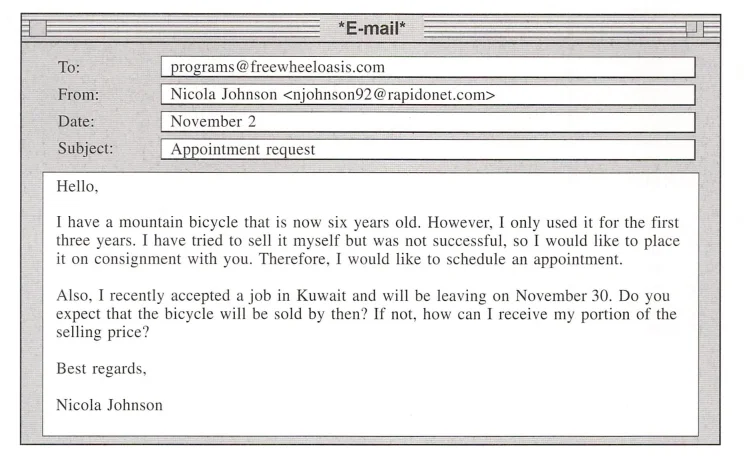 *E-mail*
To: programs@freewheeloasis.com
From: Nicola Johnson <njohnson92@rapidonet.com>
Date: November 2
Subject: Appointment request
Hello,
I have a mountain bicycle that is now six years old. However, I only used it for the first
three years. I have tried to sell it myself but was not successful, so I would like to place
it on consignment with you. Therefore, I would like to schedule an appointment.
Also, I recently accepted a job in Kuwait and will be leaving on November 30. Do you
expect that the bicycle will be sold by then? If not, how can I receive my portion of the
selling price?
Best regards,
Nicola Johnson